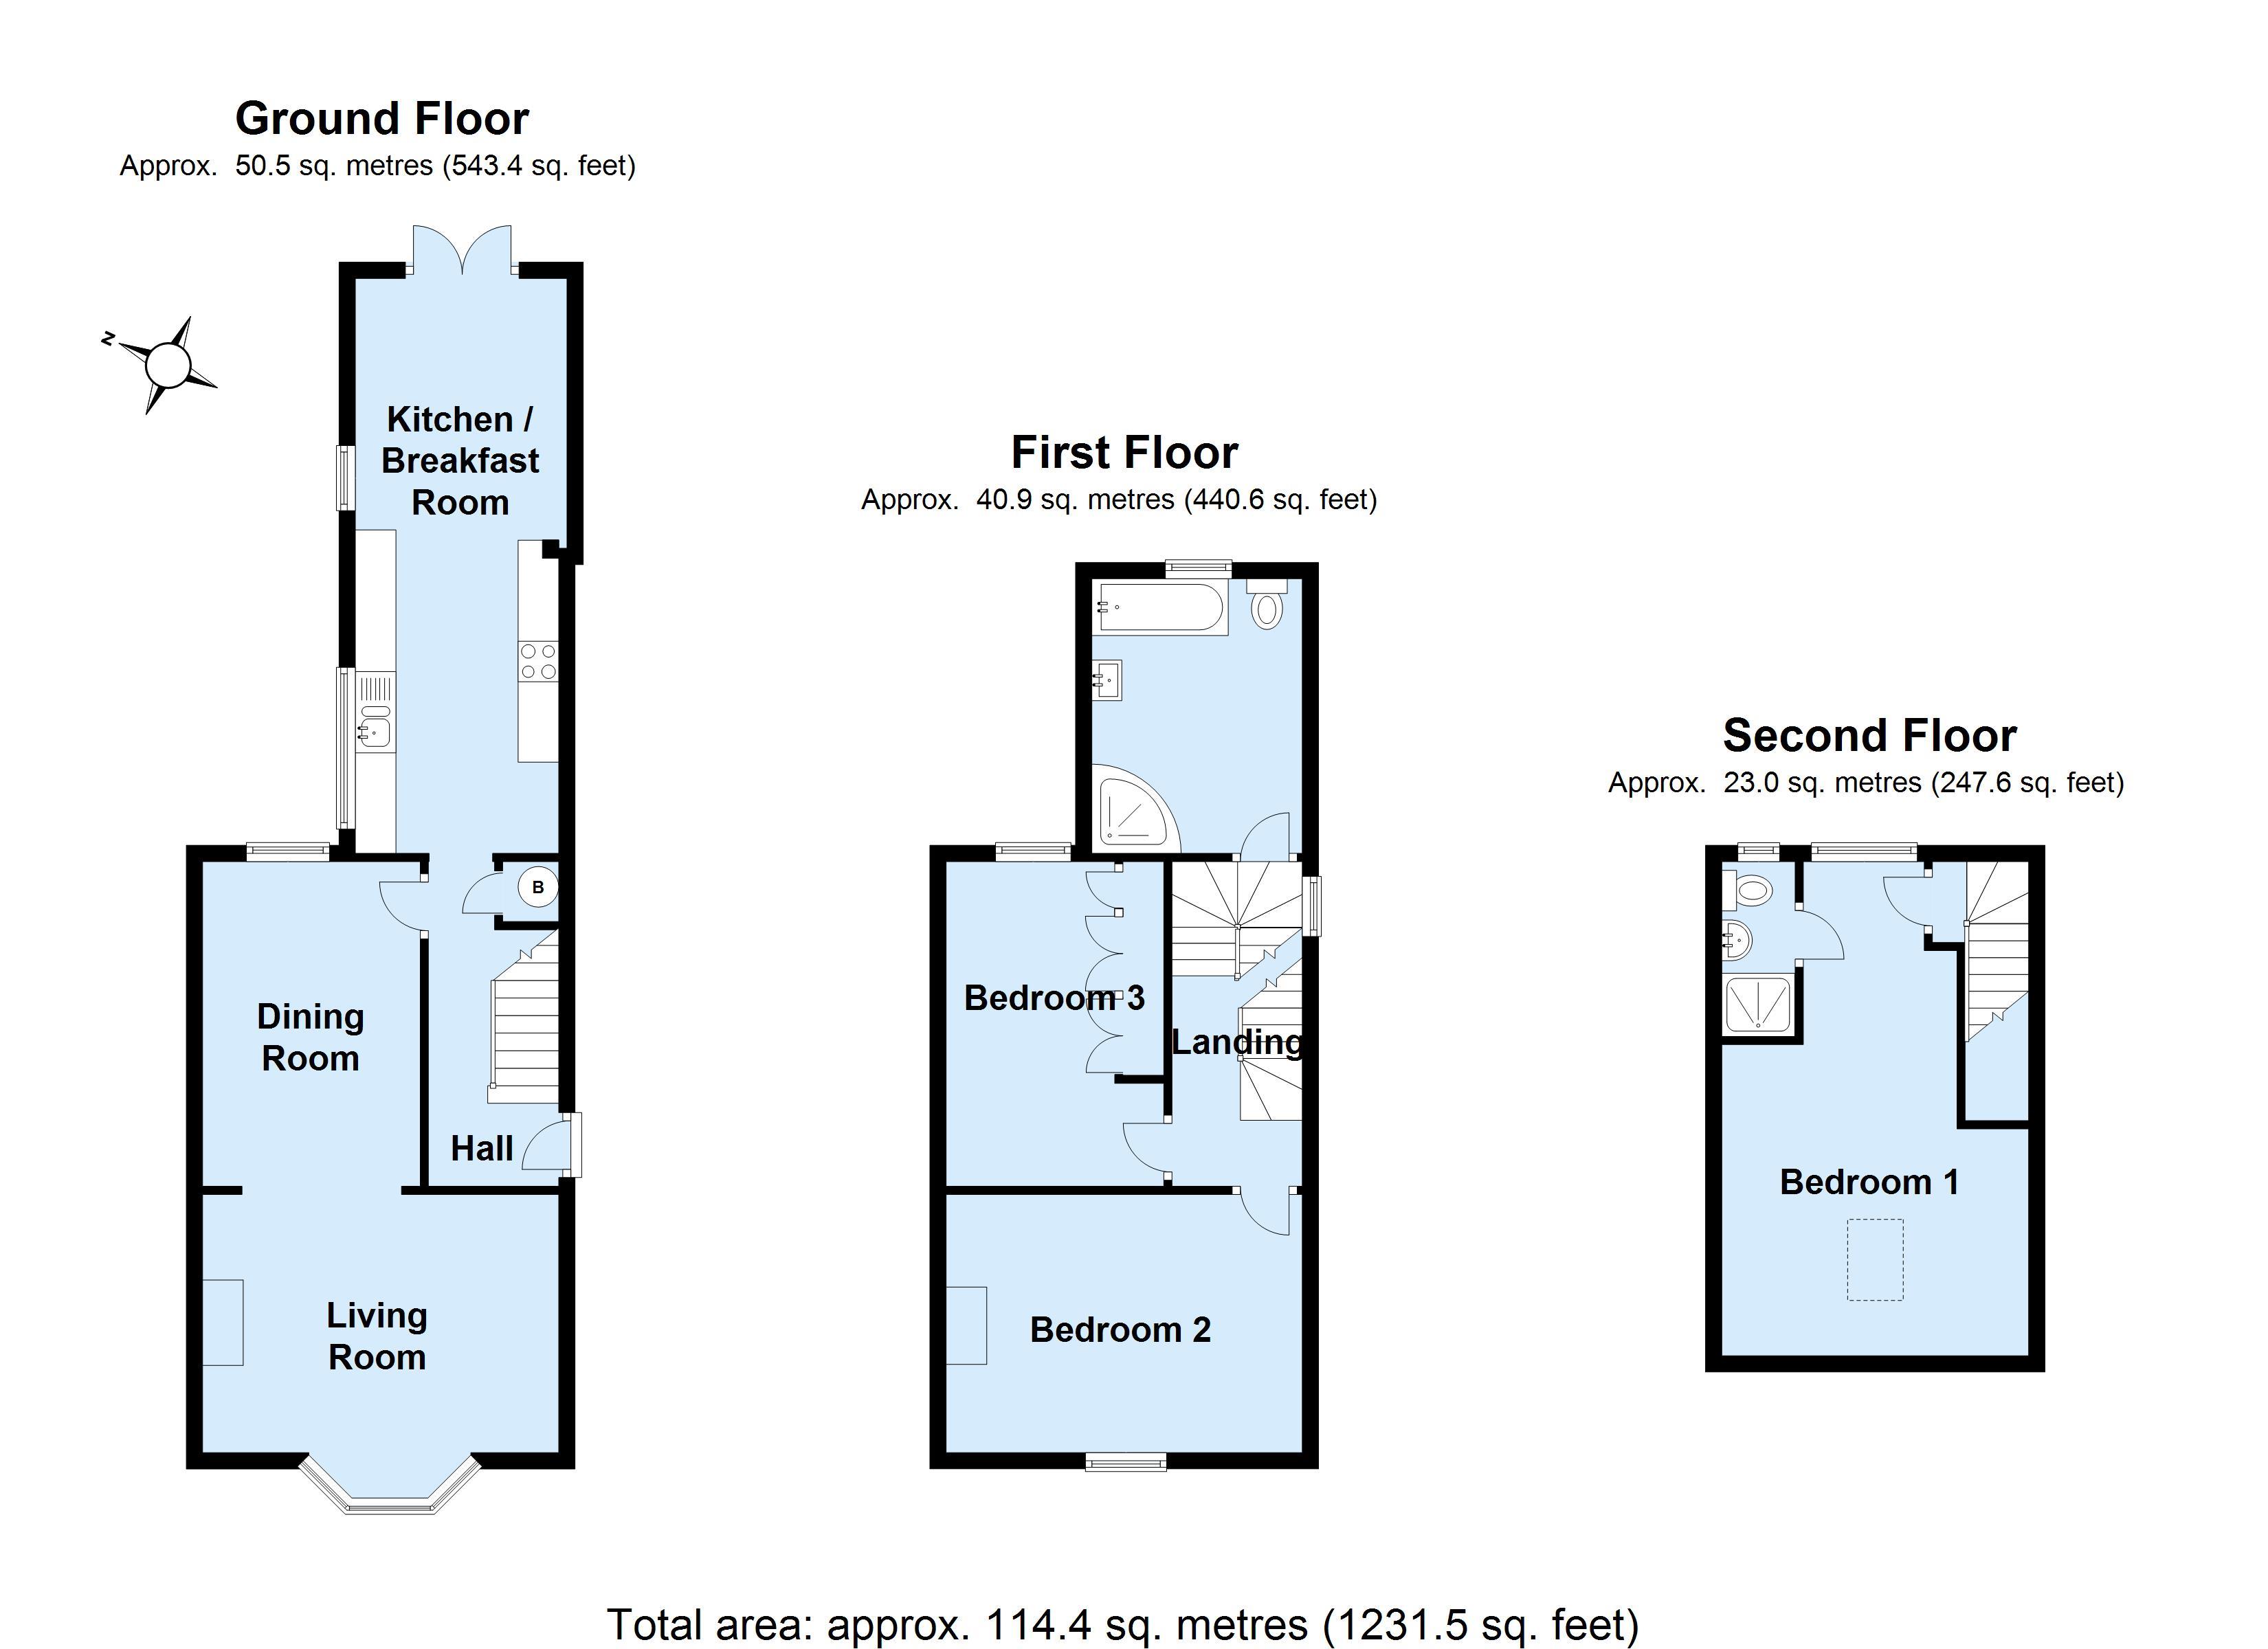 Ground Floor
Approx. 50.5 sq. metres (543.4 sq. feet)
N
Kitchen /
Breakfast
Room
B
Dining
Room
Hall
Living
Room
First Floor
Approx. 40.9 sq. metres (440.6 sq. feet)
Bedroom 3
Landing
Bedroom 2
Second Floor
Approx. 23.0 sq. metres (247.6 sq. feet)
Bedroom 1
Total area: approx. 114.4 sq. metres (1231.5 sq. feet)